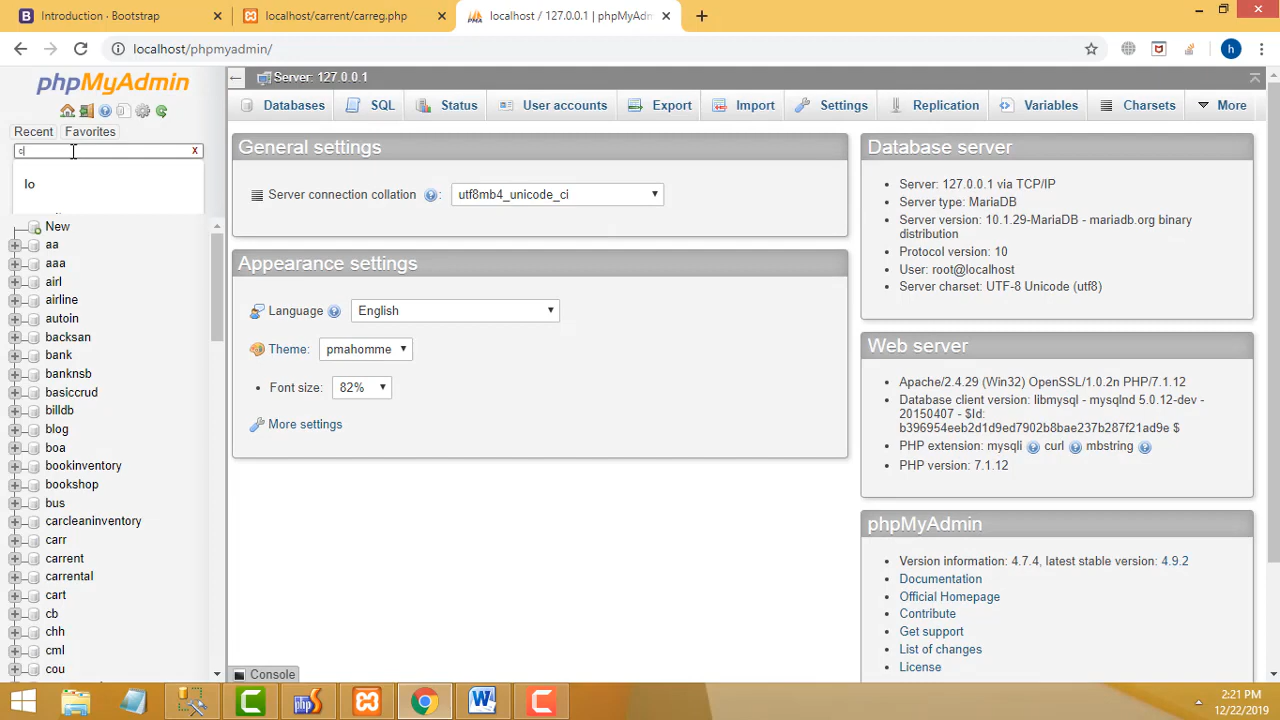 Introduction · Bootstrap
localhost/carrent/carreg.php
localhost / 127.0.0.1 | phpMyAdm
localhost/phpmyadmin/
h
phpMyAdmin
Recent
Favorites
c
X
lo
New
aa
aaa
airl
airline
autoin
backsan
bank
banknsb
basiccrud
billdb
blog
boa
bookinventory
bookshop
bus
carcleaninventory
carr
carrent
carrental
cart
cb
chh
cml
cou
Server: 127.0.0.1
Databases
SQL
Status
User accounts
Export
Import
Settings
Replication
Variables
Charsets
More
General settings
Server connection collation
utf8mb4_unicode_ci
Appearance settings
Language
English
Theme:
pmahomme
Font size:
82%
More settings
Console
Database server
Server: 127.0.0.1 via TCP/IP
Server type: MariaDB
Server version: 10.1.29-MariaDB - mariadb.org binary
distribution
Protocol version: 10
User: root@localhost
Server charset: UTF-8 Unicode (utf8)
Web server
Apache/2.4.29 (Win32) OpenSSL/1.0.2n PHP/7.1.12
Database client version: libmysql - mysqlnd 5.0.12-dev -
20150407 - $Id:
b396954eeb2d1d9ed7902b8bae237b287f21ad9e $
PHP extension: mysqli curl mbstring
PHP version: 7.1.12
phpMyAdmin
Version information: 4.7.4, latest stable version: 4.9.2
Documentation
Official Homepage
Contribute
Get support
List of changes
License
2:21 PM
12/22/2019